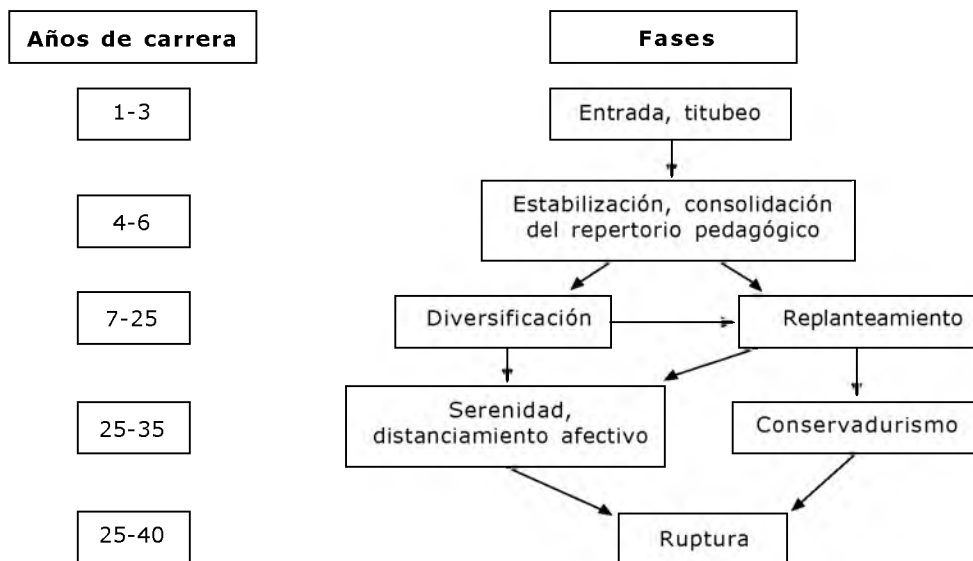 Años de carrera
Fases
1-3
Entrada, titubeo
4-6
Estabilización, consolidación
del repertorio pedagógico
7-25
Diversificación
Replanteamiento
25-35
Serenidad,
distanciamiento afectivo
Conservadurismo
25-40
Ruptura